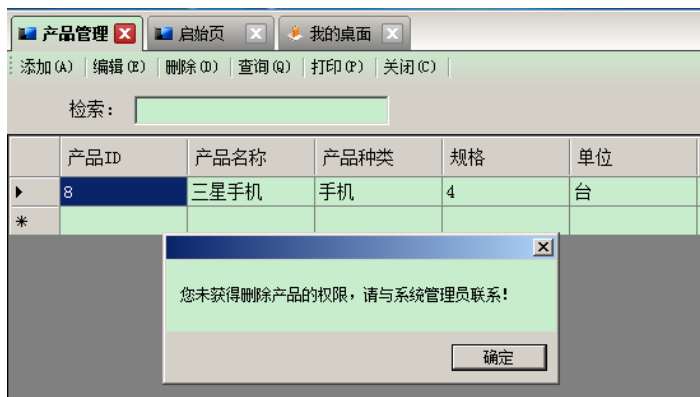 产品管理 启始页 我的桌面
添加(A) 编辑(E) 删除(D) 查询(Q) 打印(P) 关闭(C)
检索：
产品ID 产品名称 产品种类 规格 单位
8 三星手机 手机 4 台
您未获得删除产品的权限，请与系统管理员联系!
确定